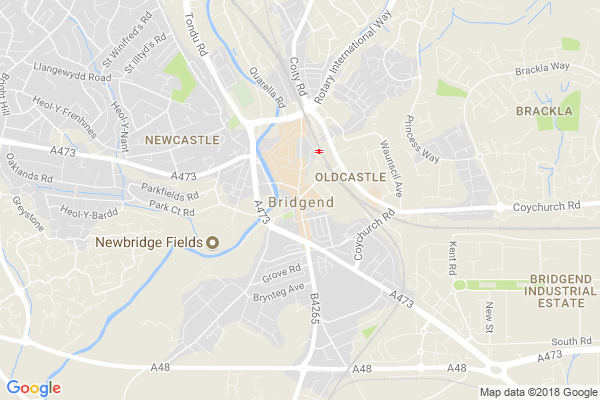 St Winifred's Rd
St Illtyd's Rd
Tondu Rd
Llangewydd Road
Bright Hill
Heol-Y-Frenhines
Heol-Y-Nant
Quarella Rd
Coity Rd
Rotary International Way
Brackla Way
BRACKLA
Princess Way
Waunscil Ave
NEWCASTLE
A473
A473
Oaklands Rd
Parkfields Rd
Park Ct Rd
Heol-Y-Bardd
Greystone
OLDCASTLE
Bridgend
A473
Coychurch Rd
Coychurch Rd
Newbridge Fields
Grove Rd
Brynteg Ave
B4265
A473
Kent Rd
New St
BRIDGEND
INDUSTRIAL
ESTATE
South Rd
A473
A48
A48
A48
Google
Map data ©2018 Google